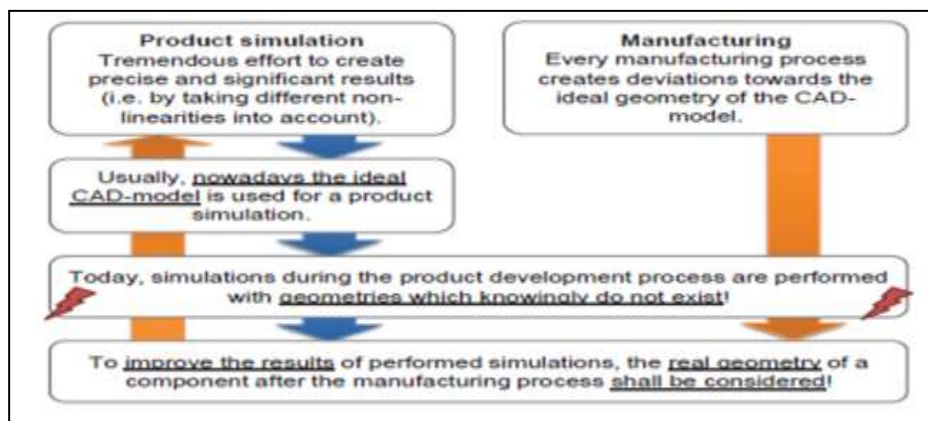 Product simulation
Tremendous effort to create
precise and significant results
(i.e. by taking different non-
linearities into account).
Manufacturing
Every manufacturing process
creates deviations towards the
ideal geometry of the CAD-
model.
Usually, nowadays the ideal
CAD-model is used for a product
simulation.
Today, simulations during the product development process are performed
with geometries which knowingly do not exist!
To improve the results of performed simulations, the real geometry of a
component after the manufacturing process shall be considered!